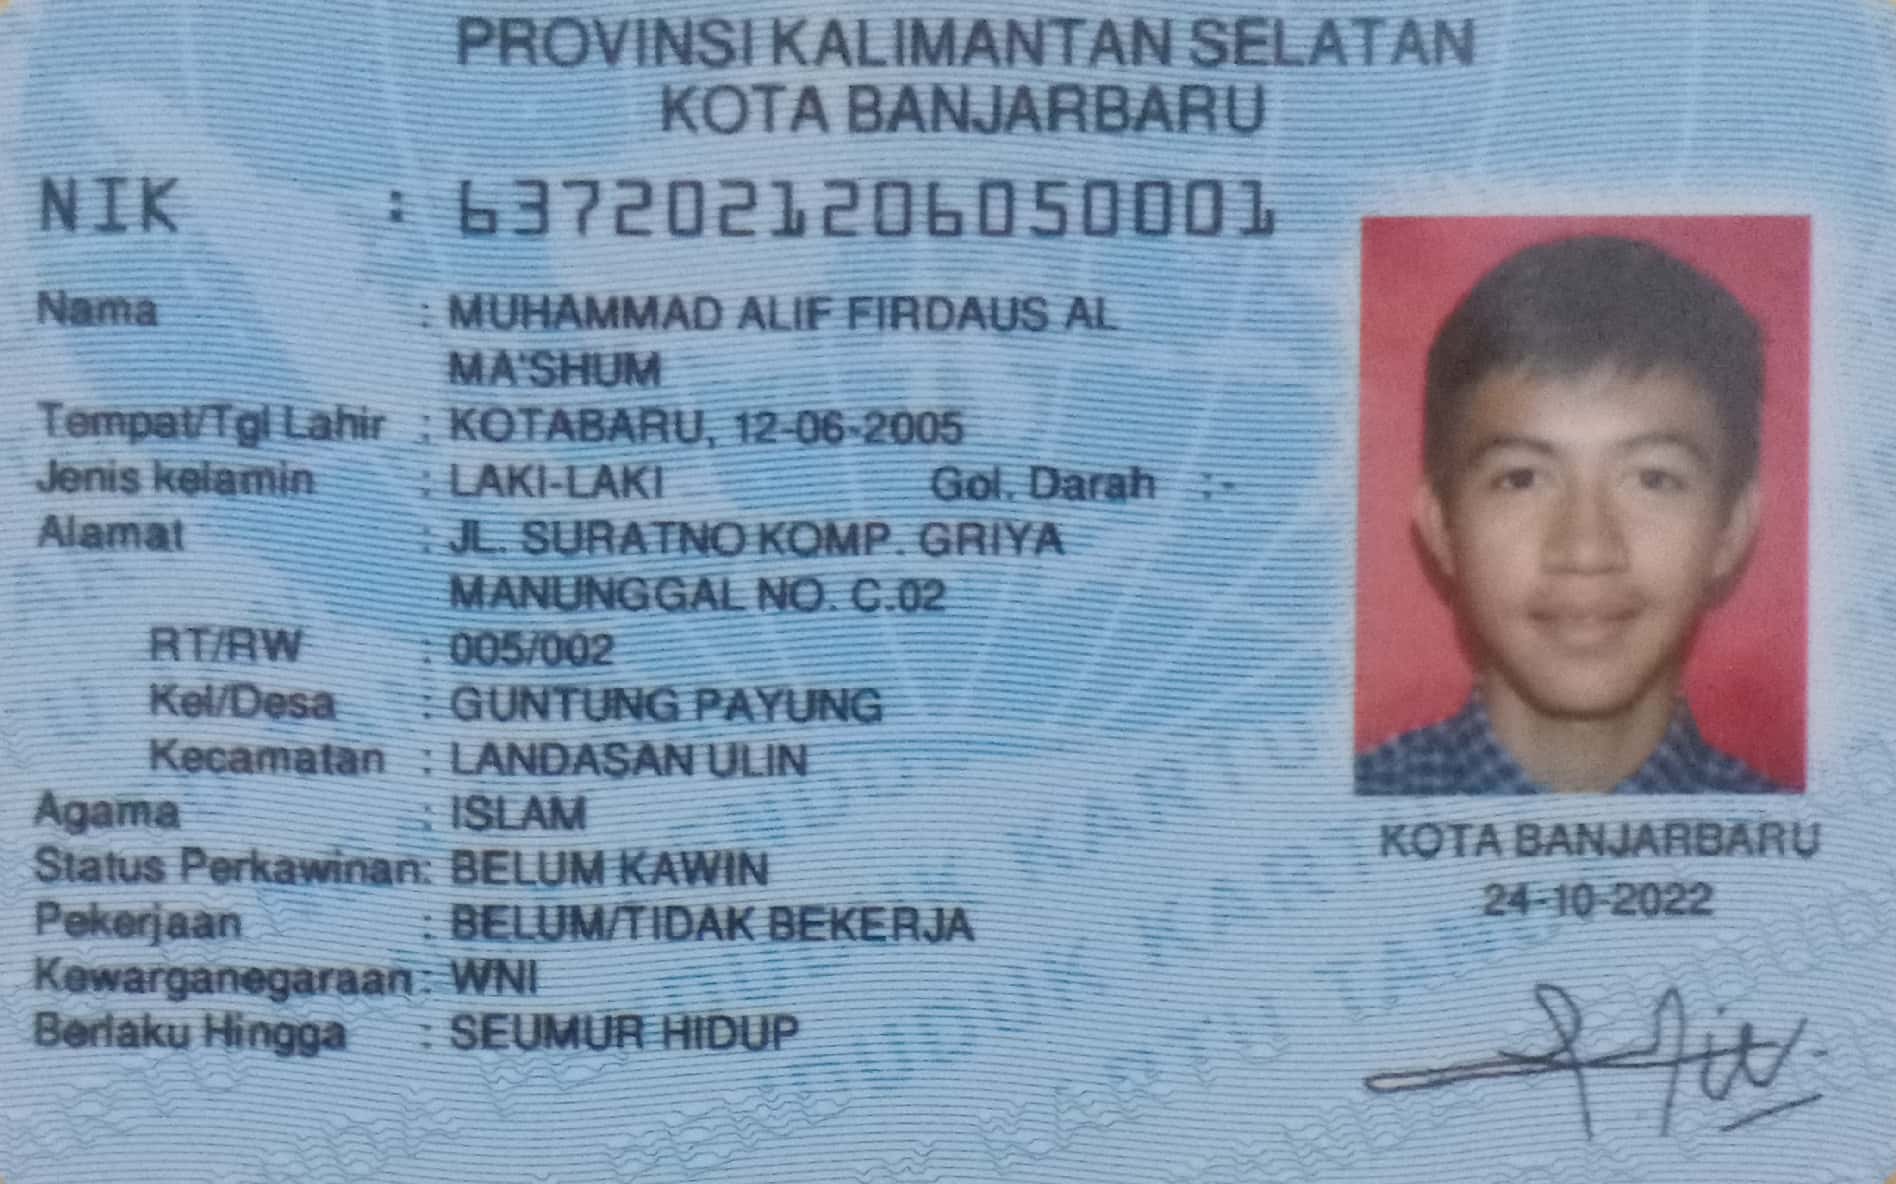 PROVINSI KALIMANTAN SELATAN
KOTA BANJARBARU
NIK : 6372021206050001
Nama : MUHAMMAD ALIF FIRDAUS AL
MA'SHUM
Tempat/Tgl Lahir : KOTABARU, 12-06-2005
Jenis kelamin : LAKI-LAKI Gol. Darah :-
Alamat : JL. SURATNO KOMP. GRIYA
MANUNGGAL NO. C.02
RT/RW : 005/002
Kel/Desa : GUNTUNG PAYUNG
Kecamatan : LANDASAN ULIN
Agama : ISLAM
Status Perkawinan: BELUM KAWIN
Pekerjaan : BELUM/TIDAK BEKERJA
Kewarganegaraan: WNI
Berlaku Hingga : SEUMUR HIDUP
KOTA BANJARBARU
24-10-2022